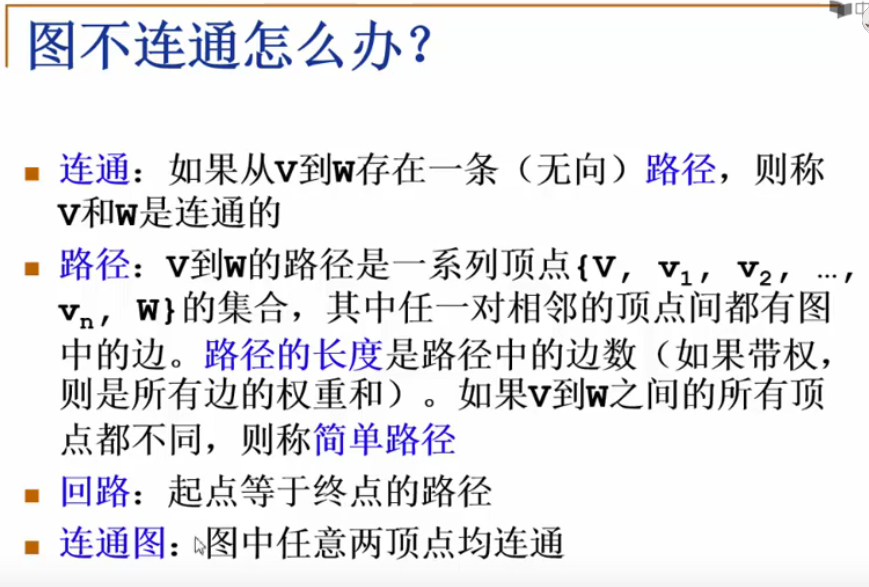 图不连通怎么办？
连通：如果从V到W存在一条（无向）路径，则称
V和W是连通的
路径：V到W的路径是一系列顶点{V, v1, v2, …,
vn, W}的集合，其中任一对相邻的顶点间都有图
中的边。路径的长度是路径中的边数（如果带权，
则是所有边的权重和）。如果V到W之间的所有顶
点都不同，则称简单路径
回路：起点等于终点的路径
连通图：图中任意两顶点均连通